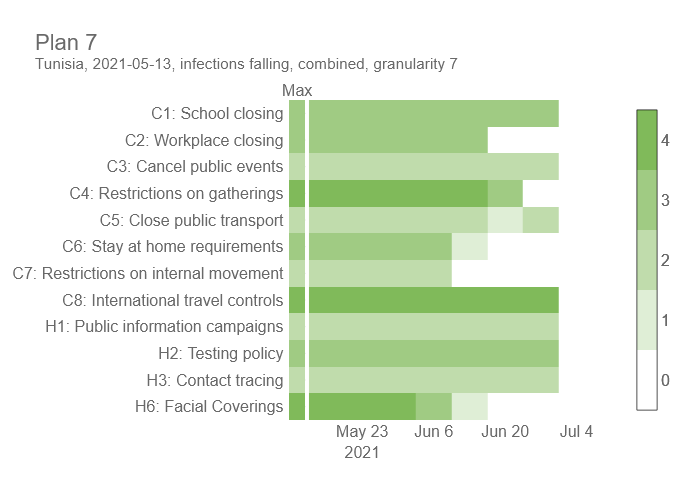 Plan 7
Tunisia, 2021-05-13, infections falling, combined, granularity 7
Max
C1: School closing
C2: Workplace closing
C3: Cancel public events
C4: Restrictions on gatherings
C5: Close public transport
C6: Stay at home requirements
C7: Restrictions on internal movement
C8: International travel controls
H1: Public information campaigns
H2: Testing policy
H3: Contact tracing
H6: Facial Coverings
May 23 Jun 6 Jun 20 Jul 4
2021
4
3
2
1
0